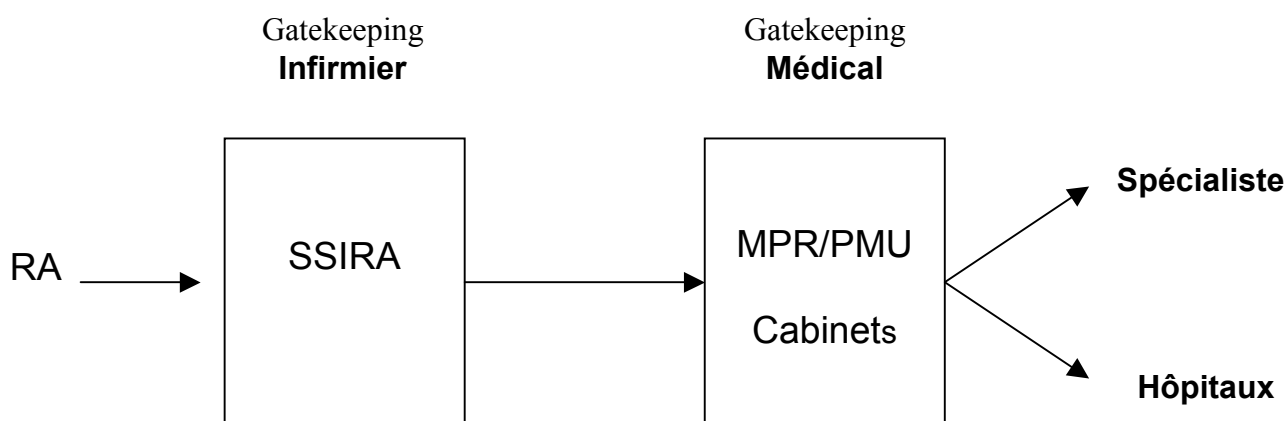 Gatekeeping
Infirmier
Gatekeeping
Médical
RA
SSIRA
MPR/PMU
Cabinets
Spécialiste
Hôpitaux